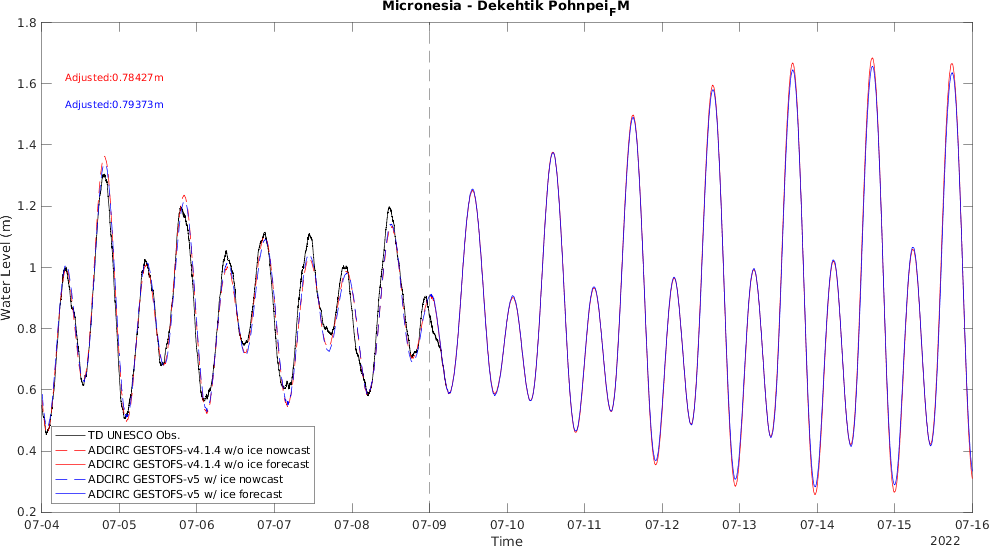 Micronesia - Dekehtik Pohnpei_FM
1.8
1.6
1.4
1.2
1
0.8
0.6
0.4
0.2
Water Level (m)
Adjusted:0.78427m
Adjusted:0.79373m
TD UNESCO Obs.
ADCIRC GESTOFS-v4.1.4 w/o ice nowcast
ADCIRC GESTOFS-v4.1.4 w/o ice forecast
ADCIRC GESTOFS-v5 w/ ice nowcast
ADCIRC GESTOFS-v5 w/ ice forecast
07-04 07-05 07-06 07-07 07-08 07-09 07-10 07-11 07-12 07-13 07-14 07-15 07-16
Time
2022